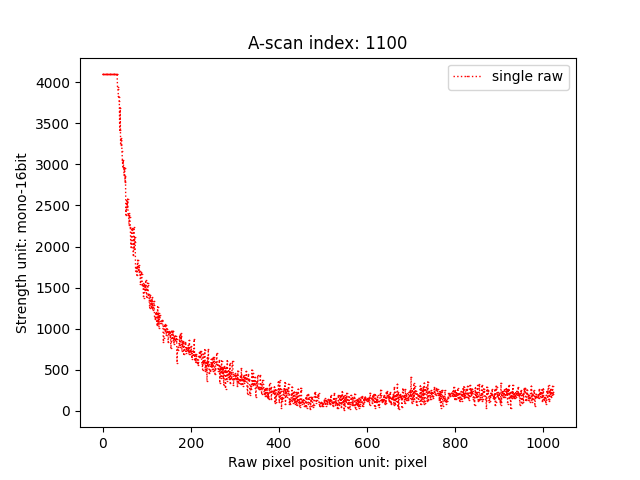 A-scan index: 1100
single raw
Strength unit: mono-16bit
4000
3500
3000
2500
2000
1500
1000
500
0
0 200 400 600 800 1000
Raw pixel position unit: pixel